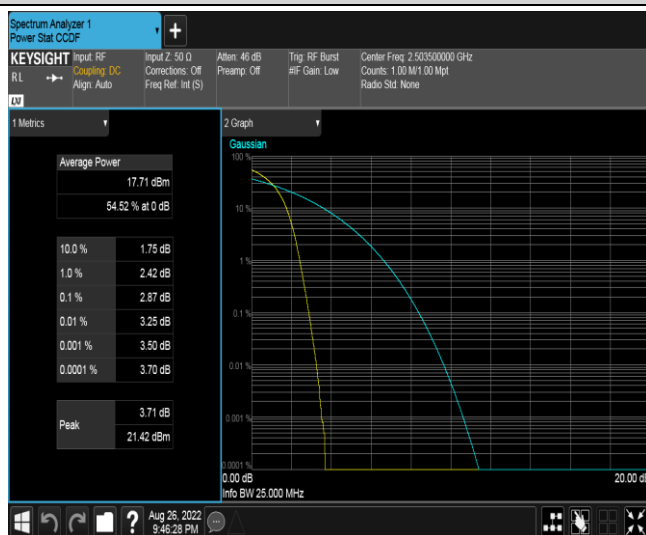 Spectrum Analyzer 1
Power Stat CCDF
+
KEYSIGHT
RL
Input: RF
Coupling: DC
Align: Auto
Input Z: 50 Ω
Corrections: Off
Freq Ref: Int (S)
Atten: 46 dB
Preamp: Off
Trig: RF Burst
#IF Gain: Low
Center Freq: 2.503500000 GHz
Counts: 1.00 M/1.00 Mpt
Radio Std: None
LXI
1 Metrics
Average Power
17.71 dBm
54.52 % at 0 dB
10.0 % 1.75 dB
1.0 % 2.42 dB
0.1 % 2.87 dB
0.01 % 3.25 dB
0.001 % 3.50 dB
0.0001 % 3.70 dB
Peak
3.71 dB
21.42 dBm
2 Graph
Gaussian
100 %
10 %
1 %
0.1 %
0.01 %
0.001 %
0.0001 %
0.00 dB
20.00 dB
Info BW 25.000 MHz
?
Aug 26, 2022
9:46:28 PM